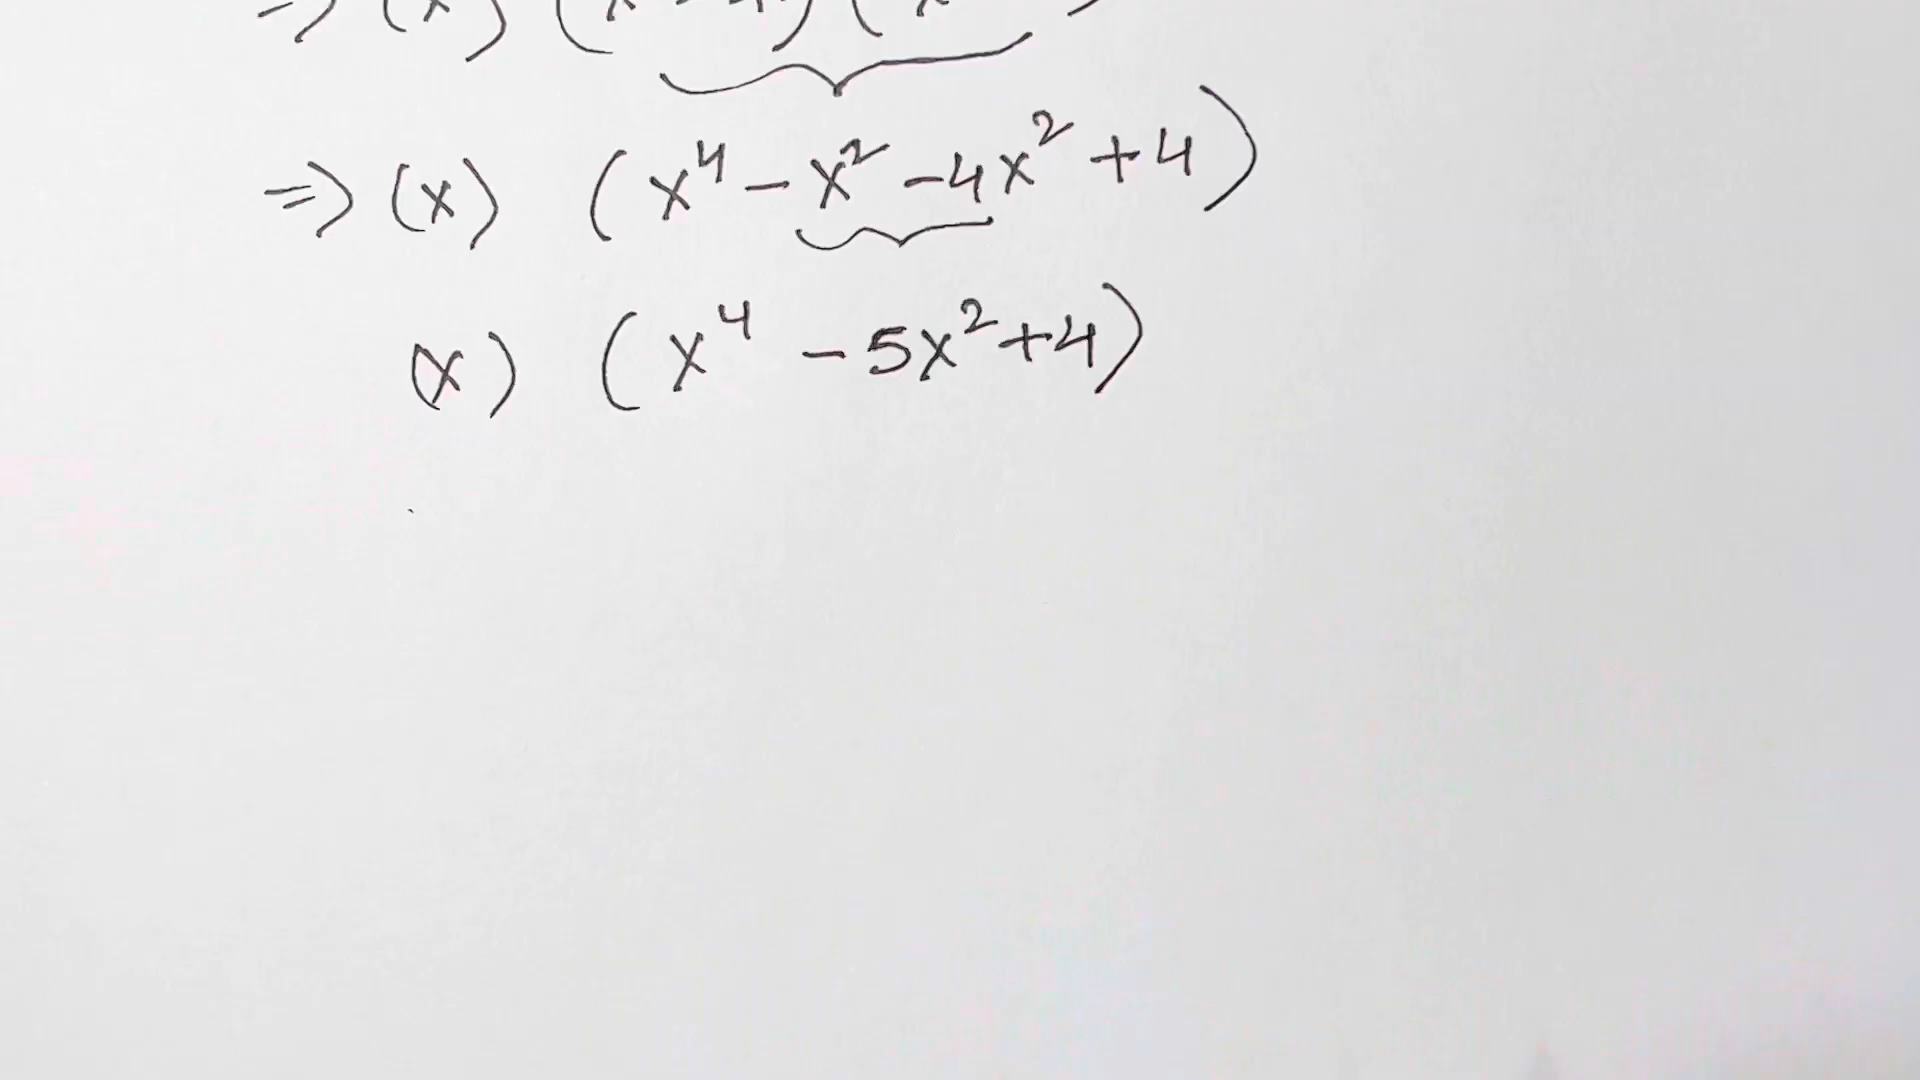 => (x) (x⁴ - x² - 4x² + 4)
(x) (x⁴ - 5x² + 4)